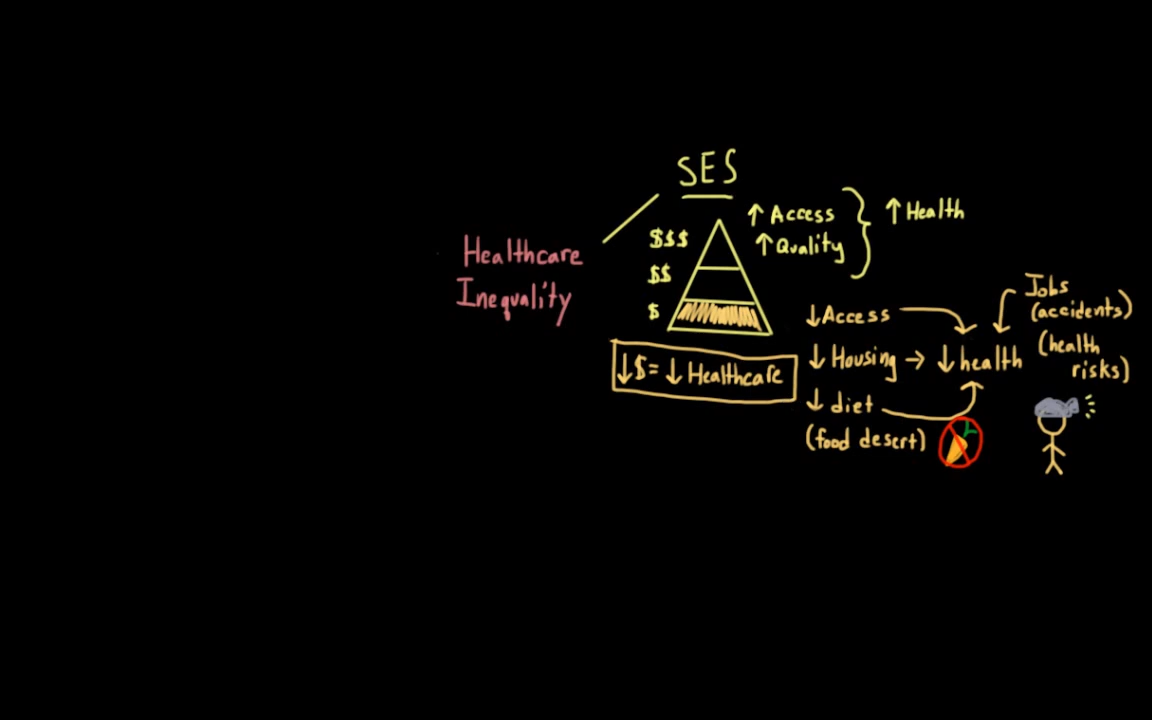 SES
Healthcare
Inequality
$$$
$$
$
↑ Access
↑ Quality
↑ Health
↓ $ = ↓ Healthcare
↓ Access
↓ Housing → ↓ health
↓ diet
(food desert)
Jobs
(accidents)
(health
risks)